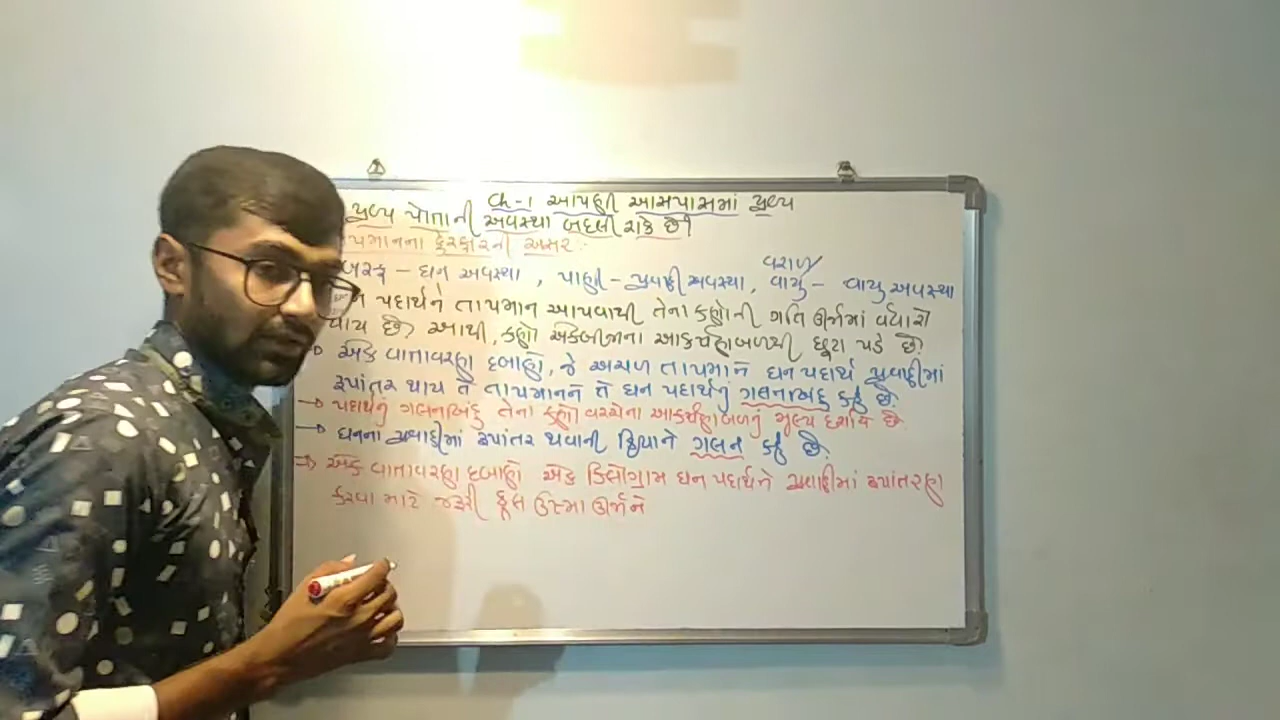 Ch-1 આપણી આસપાસમાં દ્રવ્ય
દ્રવ્ય પોતાની અવસ્થા બદલી શકે છે?
તાપમાનના ફેરફારની અસર :-
બરફ - ઘન અવસ્થા , પાણી - પ્રવાહી અવસ્થા , વાયુ - વાયુ અવસ્થા
વરાળ
પદાર્થને તાપમાન આપવાથી તેના કણોની ગતિ ઊર્જામાં વધારો
થાય છે? આથી, કણો એકબીજાના આકર્ષણબળથી છૂટા પડે છે?
→ એક વાતાવરણ દબાણે, જે અચળ તાપમાને ઘન પદાર્થ પ્રવાહીમાં
રૂપાંતર થાય તે તાપમાનને તે ઘન પદાર્થનું ગલનબિંદુ કહે છે.
→ પદાર્થનું ગલનબિંદુ તેના કણો વચ્ચેના આકર્ષણબળનું મૂલ્ય દર્શાવે છે.
→ ઘનના પ્રવાહીમાં રૂપાંતર થવાની ક્રિયાને ગલન કહે છે.
→ એક વાતાવરણ દબાણે એક કિલોગ્રામ ઘન પદાર્થને પ્રવાહીમાં રૂપાંતરણ
કરવા માટે જરૂરી કૂલ ઉષ્મા ઊર્જાને